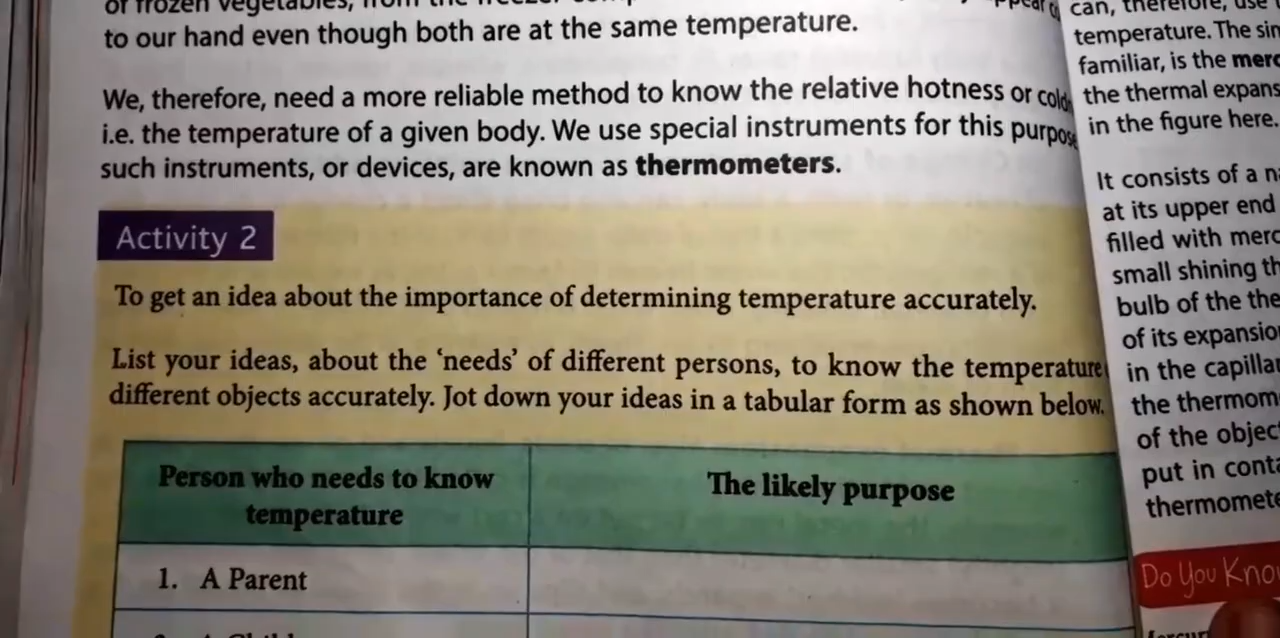 of frozen vegetables, from the
to our hand even though both are at the same temperature.
We, therefore, need a more reliable method to know the relative hotness or cold
i.e. the temperature of a given body. We use special instruments for this purpose
such instruments, or devices, are known as thermometers.
Activity 2
To get an idea about the importance of determining temperature accurately.
List your ideas, about the ‘needs’ of different persons, to know the temperature
different objects accurately. Jot down your ideas in a tabular form as shown below.
Person who needs to know
temperature
The likely purpose
1. A Parent
can, therefore, use
temperature. The
familiar, is the merc
the thermal expans
in the figure here.
It consists of a
at its upper end
filled with merc
small shining th
bulb of the the
of its expansio
in the capilla
the thermom
of the objec
put in conta
thermomete
Do You Kno